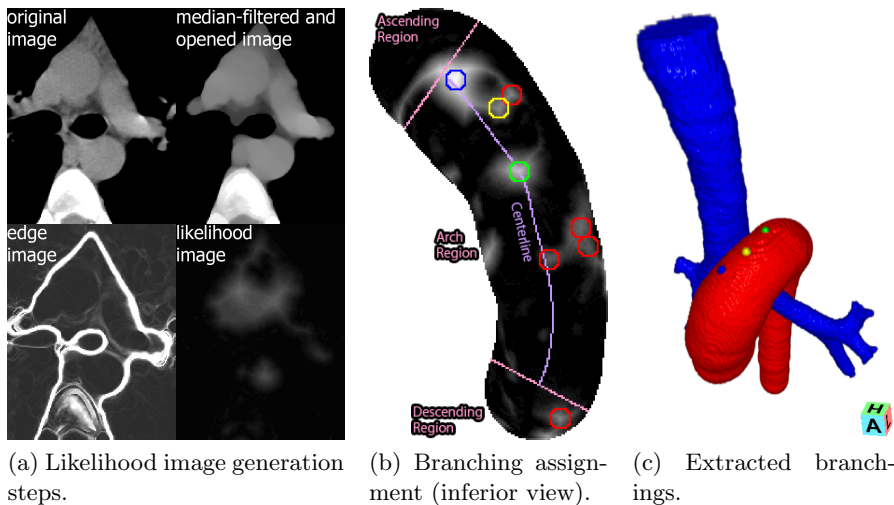 original
image
median-filtered and
opened image
edge
image
likelihood
image
Ascending
Region
Arch
Region
Centerline
Descending
Region
H
A
L
(a) Likelihood image generation
steps.
(b) Branching assign-
ment (inferior view).
(c) Extracted branch-
ings.